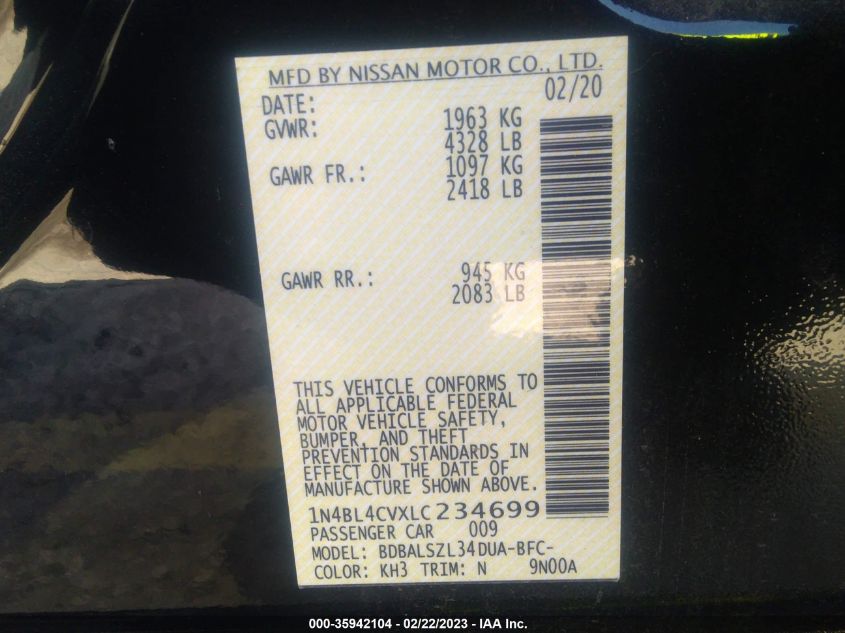 MFD BY NISSAN MOTOR CO., LTD.
DATE: 02/20
GVWR: 1963 KG
4328 LB
GAWR FR.: 1097 KG
2418 LB
GAWR RR.: 945 KG
2083 LB
THIS VEHICLE CONFORMS TO
ALL APPLICABLE FEDERAL
MOTOR VEHICLE SAFETY,
BUMPER, AND THEFT
PREVENTION STANDARDS IN
EFFECT ON THE DATE OF
MANUFACTURE SHOWN ABOVE.
1N4BL4CVXLC234699
PASSENGER CAR 009
MODEL: BDBALSZL34DUA-BFC-
COLOR: KH3 TRIM: N 9N00A
000-35942104 - 02/22/2023 - IAA Inc.